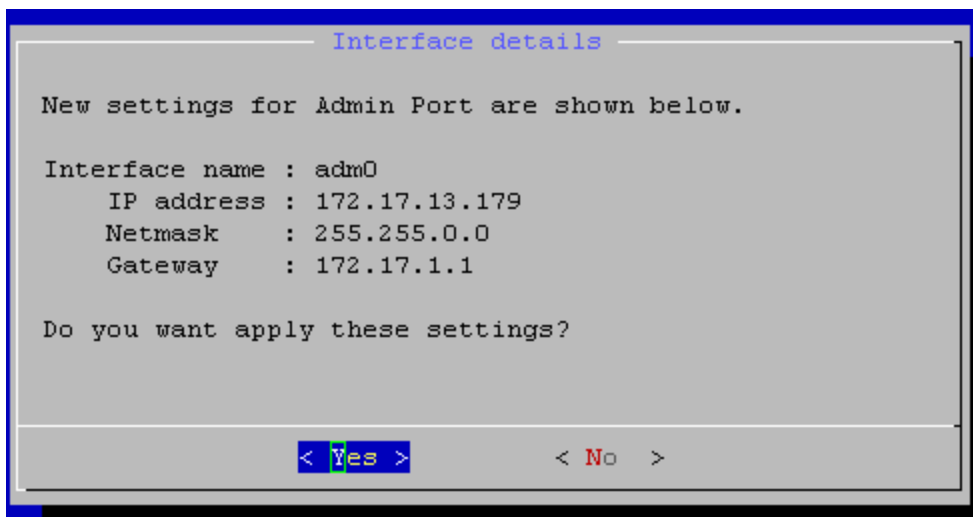 Interface details
New settings for Admin Port are shown below.
Interface name : adm0
IP address : 172.17.13.179
Netmask : 255.255.0.0
Gateway : 172.17.1.1
Do you want apply these settings?
< Yes > < No >